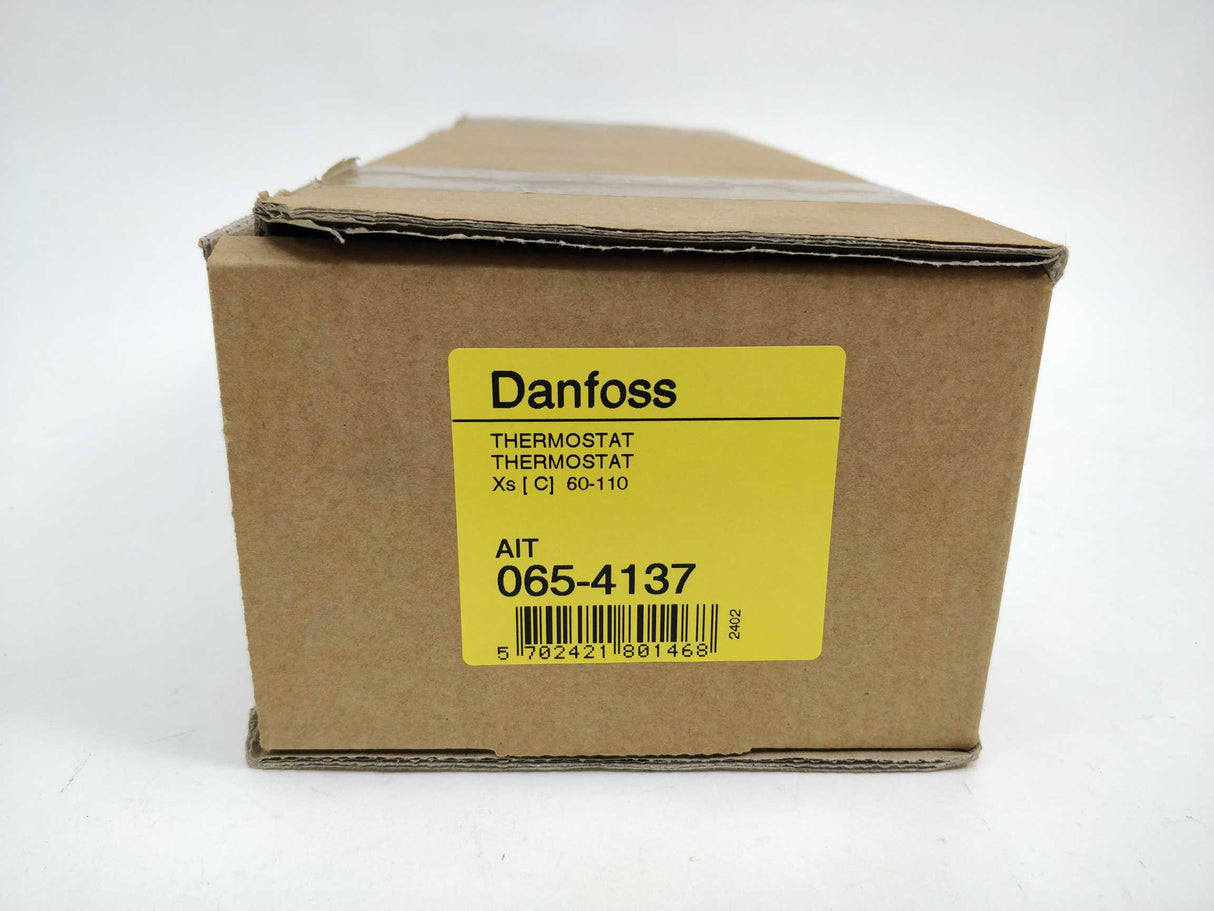 Danfoss
THERMOSTAT
THERMOSTAT
Xs [ C] 60-110
AIT
065-4137
5 702421 801468
2402